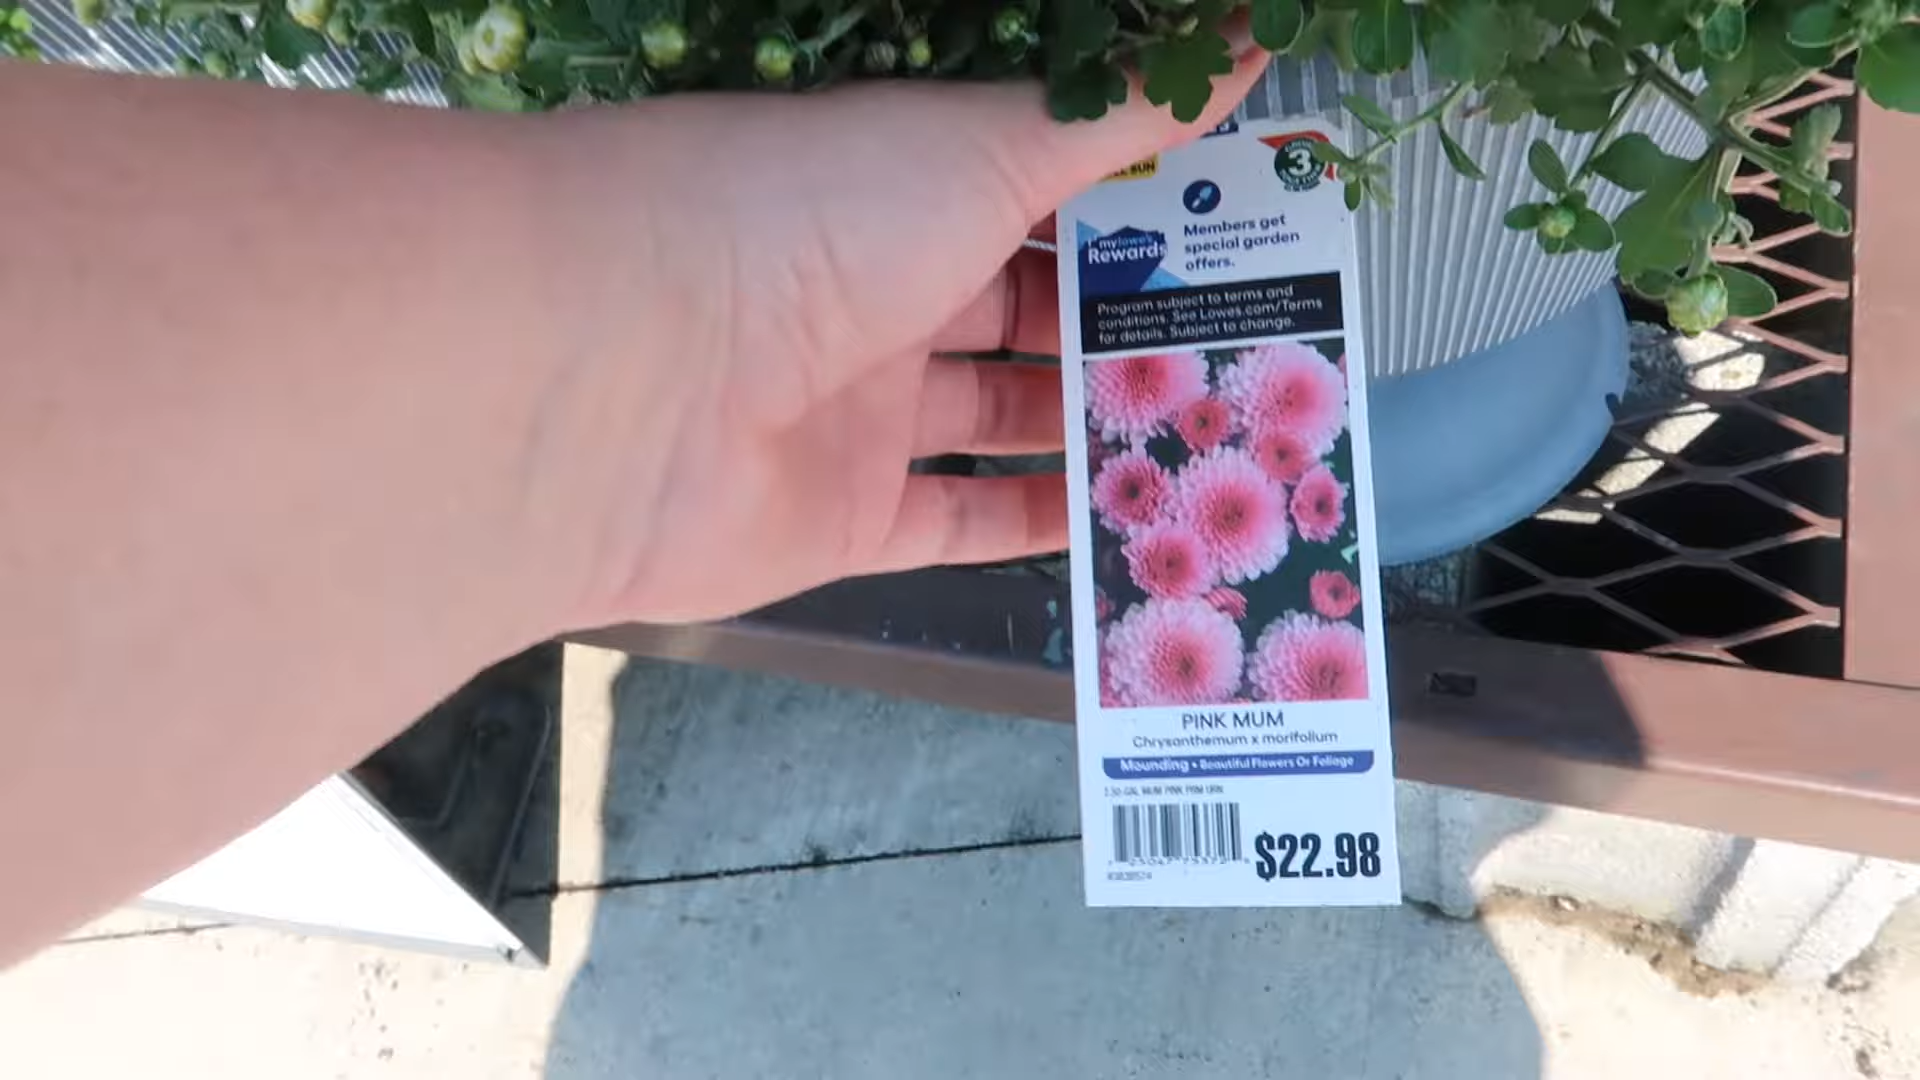 3
Members get
special garden
offers.
mylowe's
Rewards
Program subject to terms and
conditions. See Lowes.com/Terms
for details. Subject to change.
PINK MUM
Chrysanthemum x morifolium
Mounding • Beautiful Flowers Or Foliage
$22.98